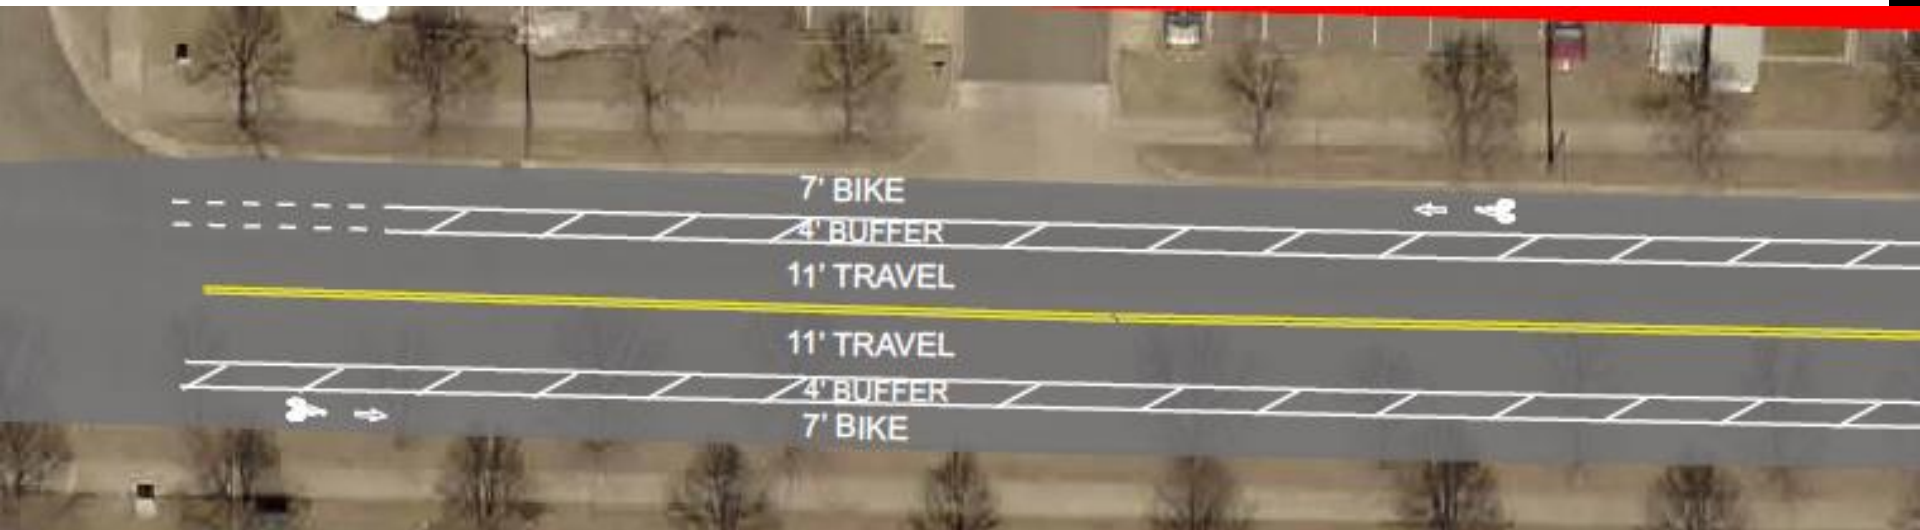 7' BIKE
4' BUFFER
11' TRAVEL
11' TRAVEL
4' BUFFER
7' BIKE